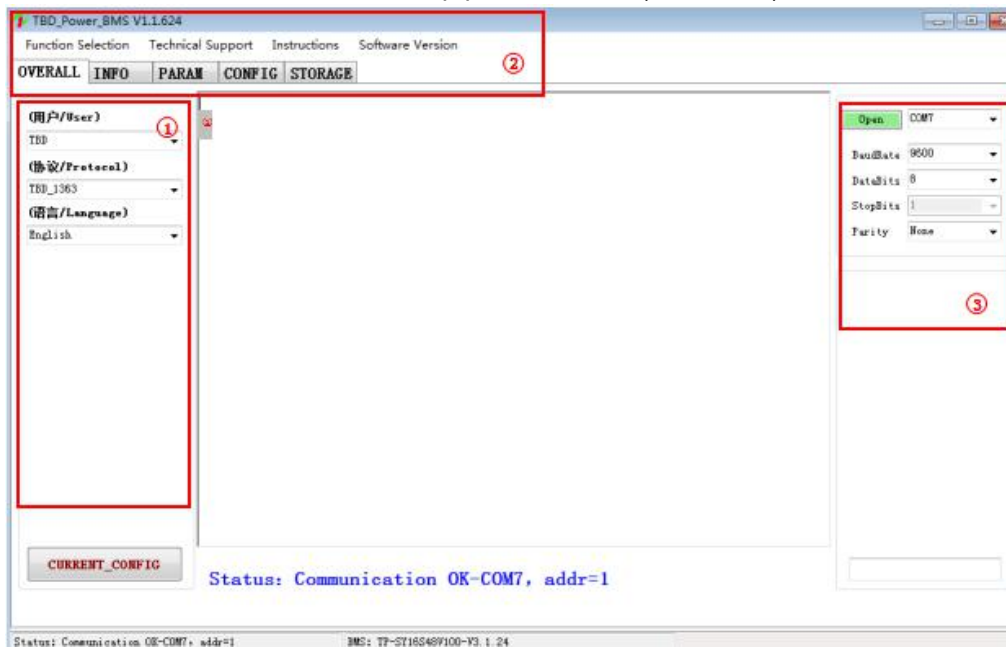 TBD_Power_BMS V1.1.624
Function Selection Technical Support Instructions Software Version
OVERALL INFO PARAM CONFIG STORAGE
②
(用户/User)
①
TBD
(协议/Protocol)
TBD_1363
(语言/Language)
English
CURRENT_CONFIG
Open COM7
BaudRate 9600
DataBits 8
StopBits 1
Parity None
③
Status: Communication OK-COM7, addr=1
Status: Communication OK-COM7, addr=1 BMS: TP-SY16S48V100-V3.1.24